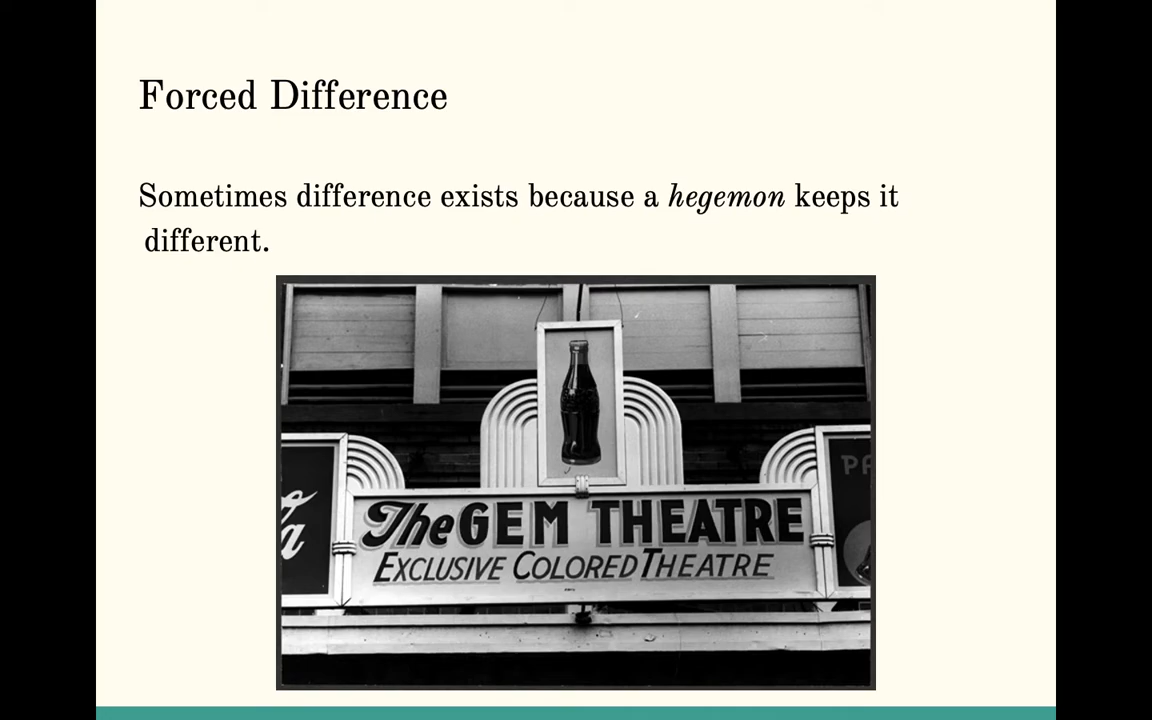 Forced Difference
Sometimes difference exists because a hegemon keeps it
different.
The GEM THEATRE
EXCLUSIVE COLORED THEATRE